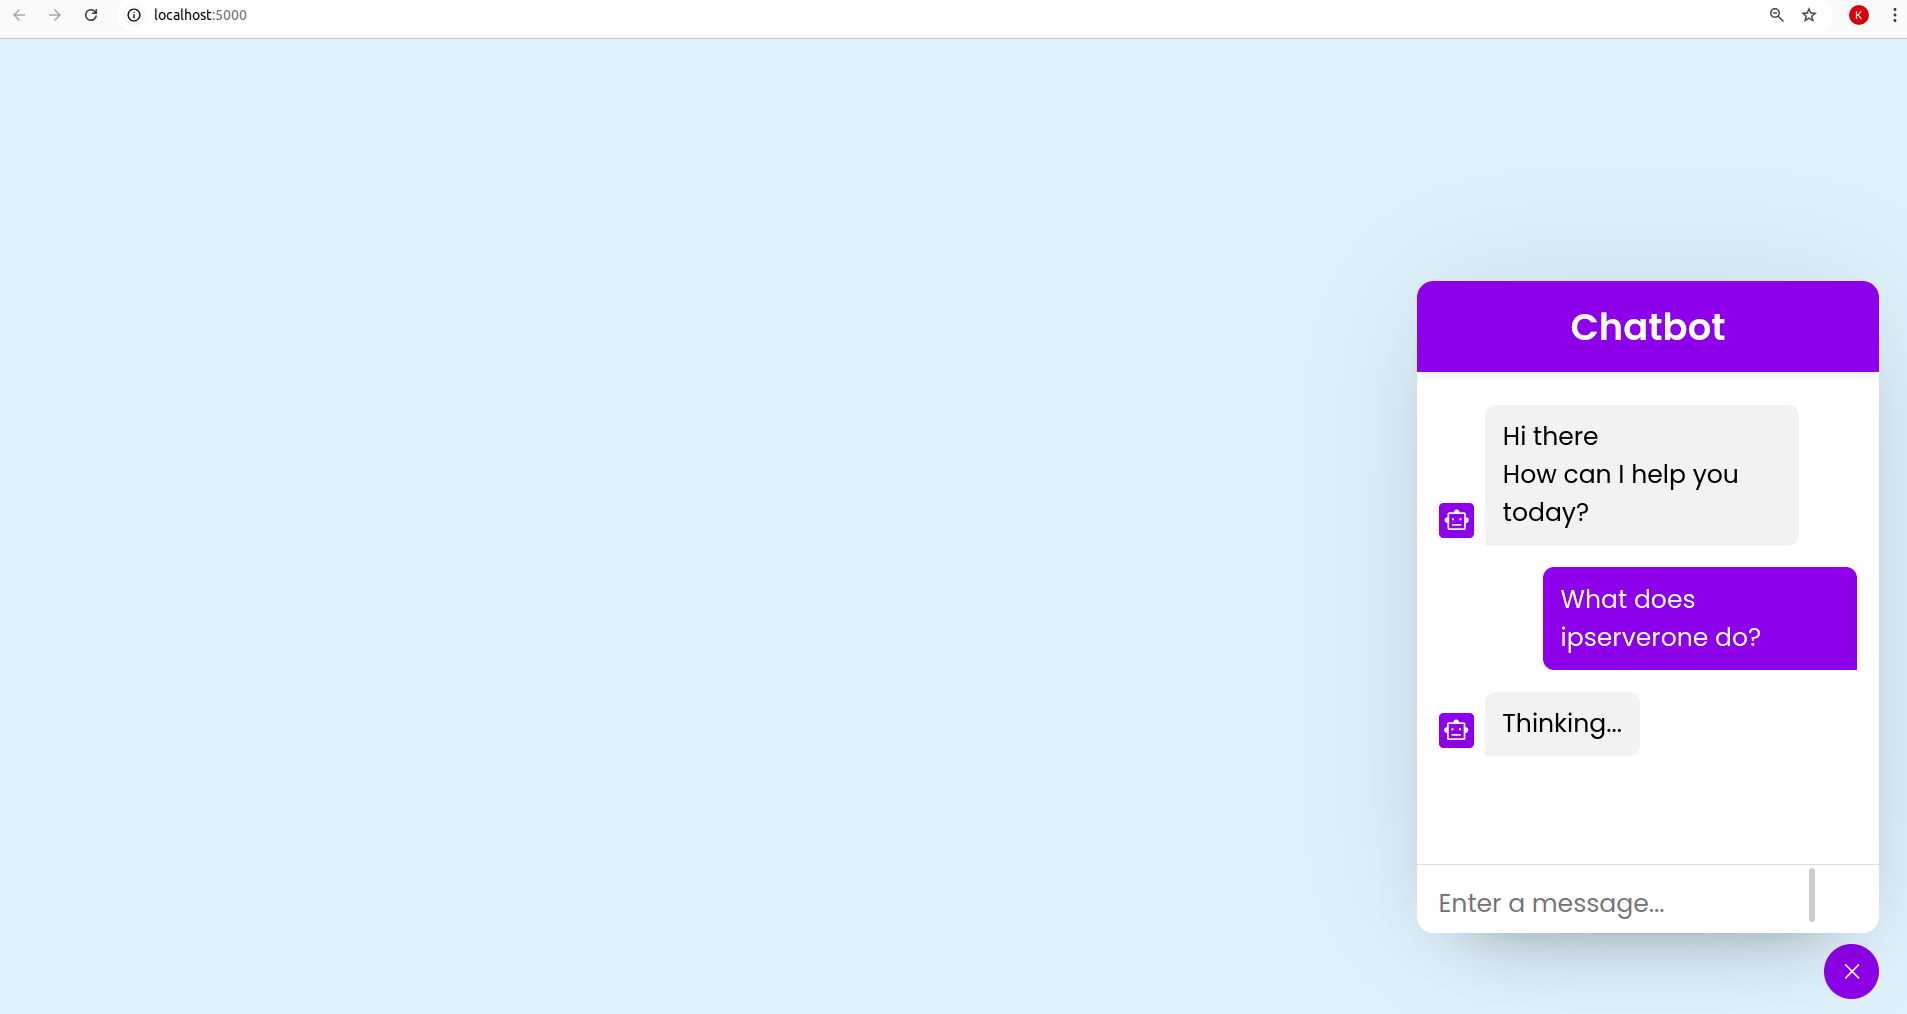 localhost:5000
K
Chatbot
Hi there
How can I help you
today?
What does
ipserverone do?
Thinking...
Enter a message...